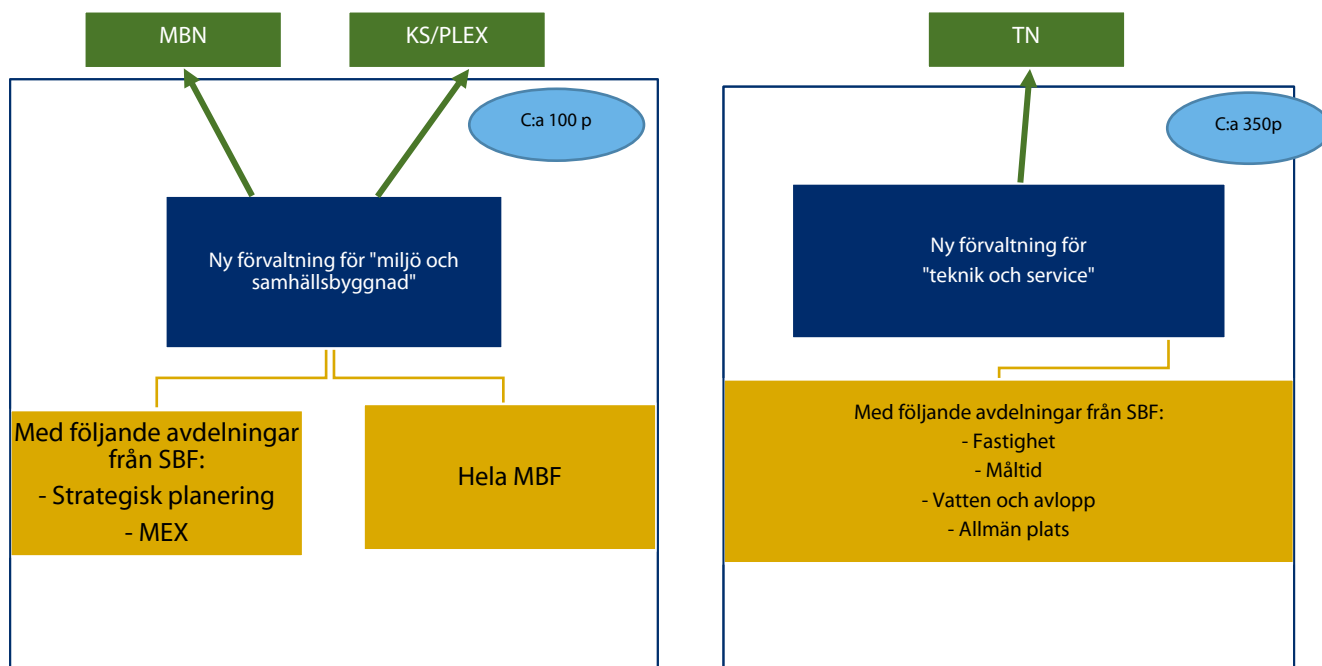 MBN
KS/PLEX
C:a 100 p
Ny förvaltning för "miljö och
samhällsbyggnad"
Med följande avdelningar
från SBF:
- Strategisk planering
- MEX
Hela MBF
TN
C:a 350p
Ny förvaltning för
"teknik och service"
Med följande avdelningar från SBF:
- Fastighet
- Måltid
- Vatten och avlopp
- Allmän plats